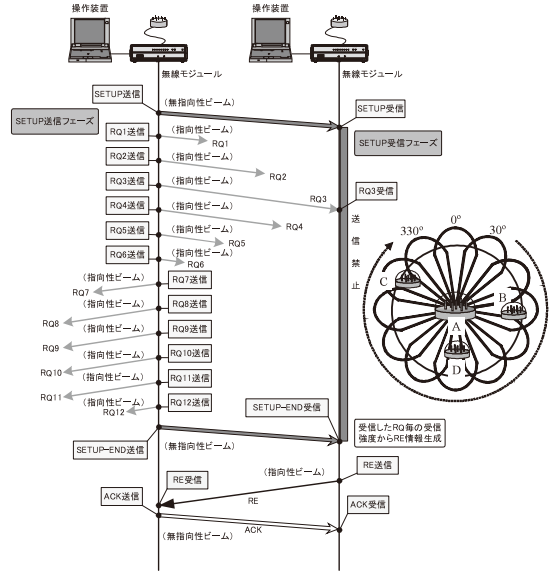 操作装置
操作装置
無線モジュール
無線モジュール
SETUP送信
(無指向性ビーム)
SETUP受信
SETUP送信フェーズ
SETUP受信フェーズ
RQ1送信
(指向性ビーム)
RQ1
RQ2送信
(指向性ビーム)
RQ2
RQ3送信
(指向性ビーム)
RQ3
RQ3受信
RQ4送信
(指向性ビーム)
RQ4
RQ5送信
(指向性ビーム)
RQ5
RQ6送信
(指向性ビーム)
RQ6
送信禁止
(指向性ビーム)
RQ7送信
RQ7
(指向性ビーム)
RQ8送信
RQ8
(指向性ビーム)
RQ9送信
RQ9
(指向性ビーム)
RQ10送信
RQ10
(指向性ビーム)
RQ11送信
RQ11
(指向性ビーム)
RQ12送信
RQ12
330°
0°
30°
C
B
A
D
SETUP-END受信
SETUP-END送信
(無指向性ビーム)
受信したRQ毎の受信
強度からRE情報生成
(指向性ビーム)
RE送信
RE受信
RE
ACK送信
ACK受信
ACK
(無指向性ビーム)